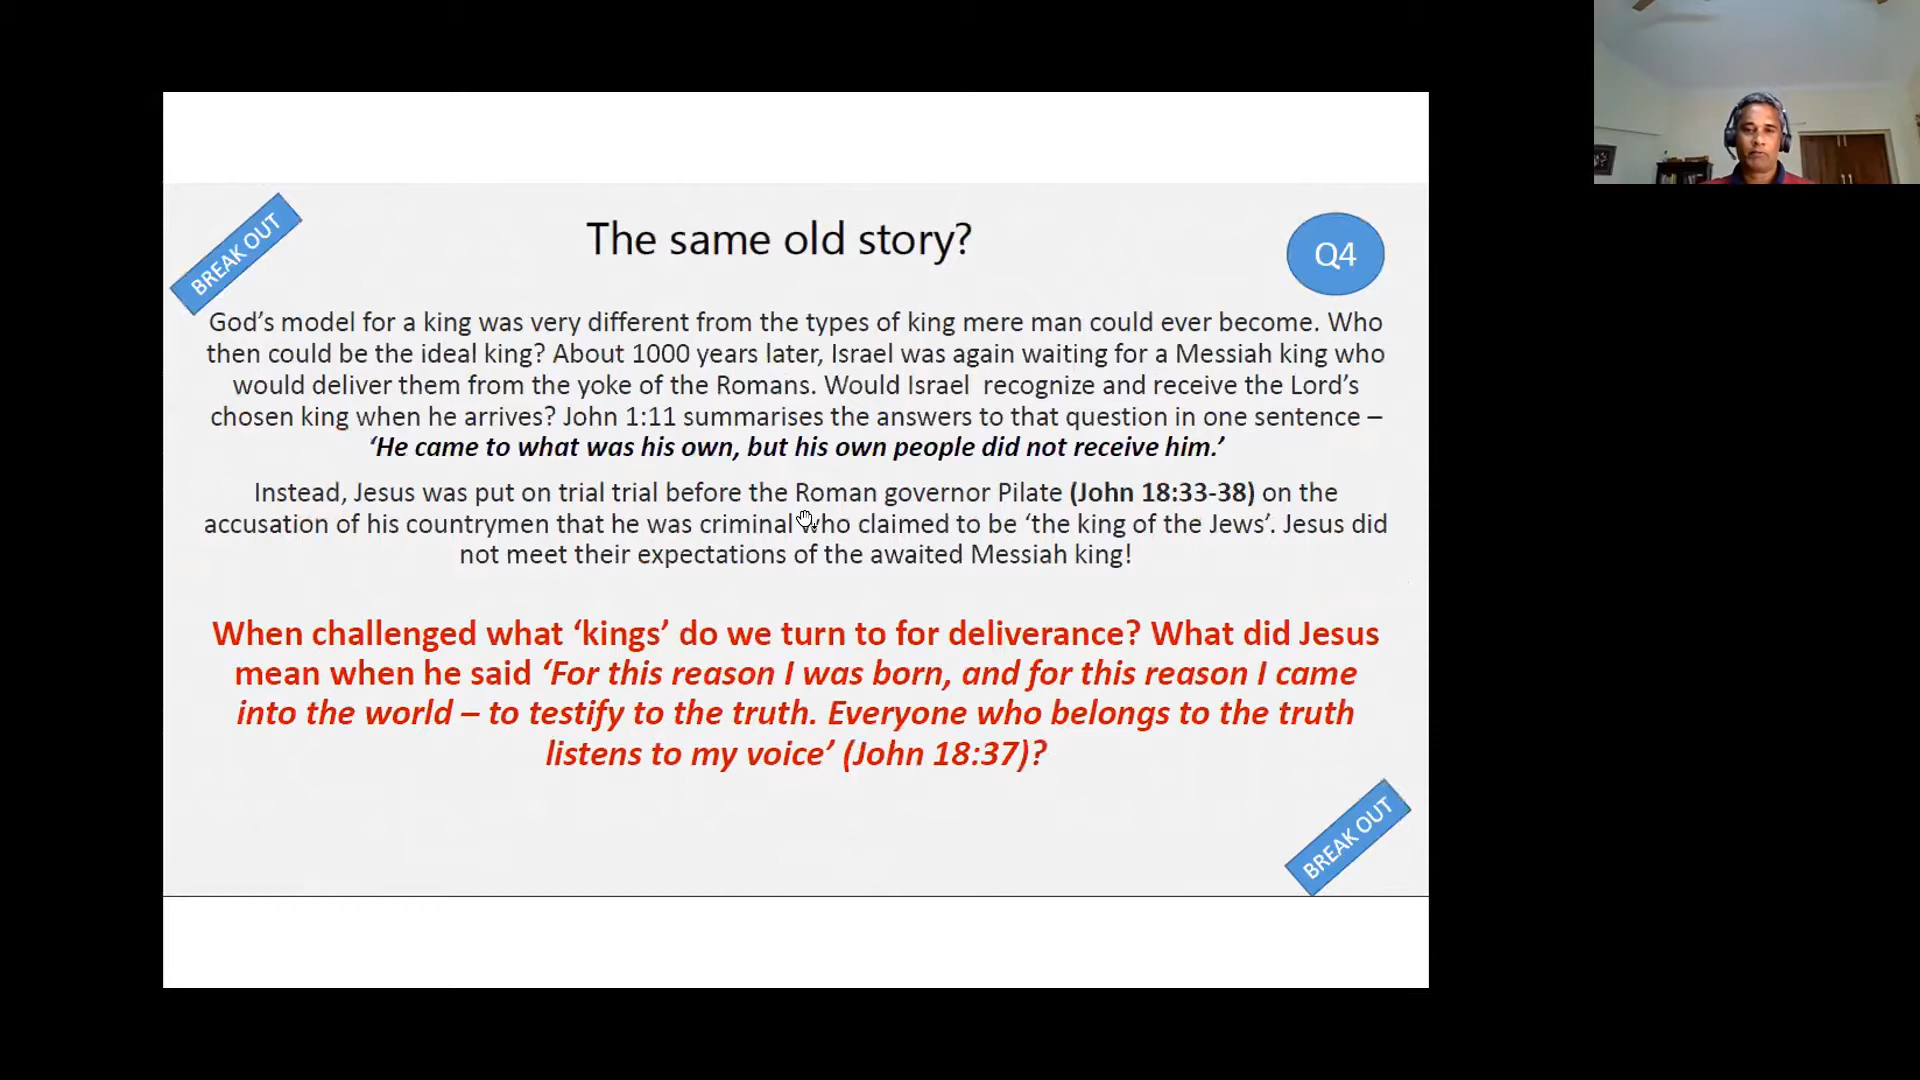 BREAK OUT
The same old story?
Q4
God’s model for a king was very different from the types of king mere man could ever become. Who
then could be the ideal king? About 1000 years later, Israel was again waiting for a Messiah king who
would deliver them from the yoke of the Romans. Would Israel recognize and receive the Lord’s
chosen king when he arrives? John 1:11 summarises the answers to that question in one sentence –
‘He came to what was his own, but his own people did not receive him.’
Instead, Jesus was put on trial trial before the Roman governor Pilate (John 18:33-38) on the
accusation of his countrymen that he was criminal who claimed to be ‘the king of the Jews’. Jesus did
not meet their expectations of the awaited Messiah king!
When challenged what ‘kings’ do we turn to for deliverance? What did Jesus
mean when he said ‘For this reason I was born, and for this reason I came
into the world – to testify to the truth. Everyone who belongs to the truth
listens to my voice’ (John 18:37)?
BREAK OUT